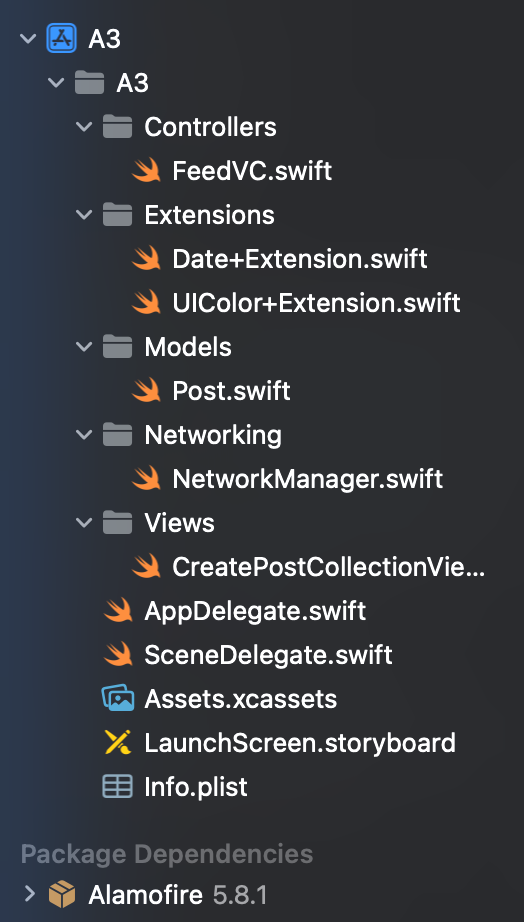 A3
A3
Controllers
FeedVC.swift
Extensions
Date+Extension.swift
UIColor+Extension.swift
Models
Post.swift
Networking
NetworkManager.swift
Views
CreatePostCollectionVie...
AppDelegate.swift
SceneDelegate.swift
Assets.xcassets
LaunchScreen.storyboard
Info.plist
Package Dependencies
Alamofire 5.8.1